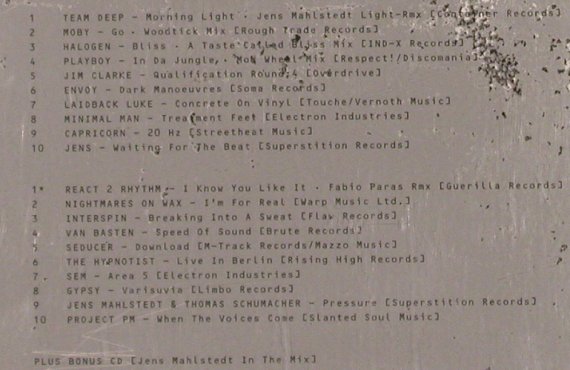 1 TEAM DEEP – Morning Light · Jens Mahlstedt Light-Rmx [Container Records]
2 MOBY – Go · Woodtick Mix [Rough Trade Records]
3 HALOGEN – Bliss · A Taste Called Bliss Mix [IND-X Records]
4 PLAYBOY – In Da Jungle, · Mod Wheel Mix [Respect!/Discomania]
5 JIM CLARKE – Qualification Round 4 [Overdrive]
6 ENVOY – Dark Manoeuvres [Soma Records]
7 LAIDBACK LUKE – Concrete On Vinyl [Touche/Vernoth Music]
8 MINIMAL MAN – Treatment Feet [Electron Industries]
9 CAPRICORN – 20 Hz [Streetheat Music]
10 JENS – Waiting For The Beat [Superstition Records]
1* REACT 2 RHYTHM – I Know You Like It · Fabio Paras Rmx [Guerilla Records]
2 NIGHTMARES ON WAX – I'm For Real [Warp Music Ltd.]
3 INTERSPIN – Breaking Into A Sweat [Flaw Records]
4 VAN BASTEN – Speed Of Sound [Brute Records]
5 SEDUCER – Download [M-Track Records/Mazzo Music]
6 THE HYPNOTIST – Live In Berlin [Rising High Records]
7 SEM – Area 5 [Electron Industries]
8 GYPSY – Varisuvia [Limbo Records]
9 JENS MAHLSTEDT & THOMAS SCHUMACHER – Pressure [Superstition Records]
10 PROJECT PM – When The Voices Come [Slanted Soul Music]
PLUS BONUS CD [Jens Mahlstedt In The Mix]